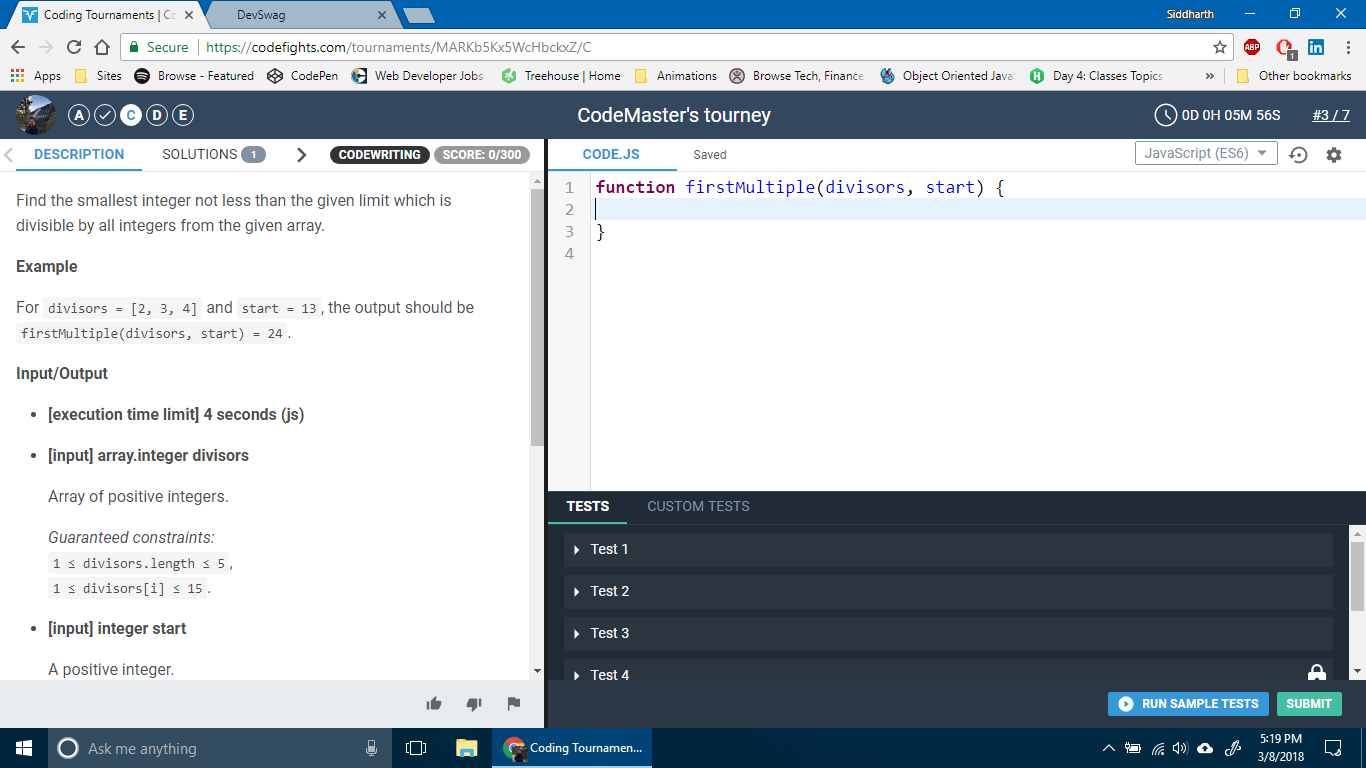 Coding Tournaments | Co
DevSwag
Siddharth
Secure
https://codefights.com/tournaments/MARKb5Kx5WcHbckxZ/C
ABP
1
Apps
Sites
Browse - Featured
CodePen
Web Developer Jobs
Treehouse | Home
Animations
Browse Tech, Finance
Object Oriented Java
Day 4: Classes Topics
»
Other bookmarks
A
C
D
E
CodeMaster's tourney
0D 0H 05M 56S
#3 / 7
DESCRIPTION
SOLUTIONS 1
CODEWRITING
SCORE: 0/300
CODE.JS
Saved
JavaScript (ES6)
Find the smallest integer not less than the given limit which is
divisible by all integers from the given array.
Example
For divisors = [2, 3, 4] and start = 13, the output should be
firstMultiple(divisors, start) = 24.
Input/Output
• [execution time limit] 4 seconds (js)
• [input] array.integer divisors
Array of positive integers.
Guaranteed constraints:
1 ≤ divisors.length ≤ 5,
1 ≤ divisors[i] ≤ 15.
• [input] integer start
A positive integer.
1 function firstMultiple(divisors, start) {
2
3 }
4
TESTS
CUSTOM TESTS
Test 1
Test 2
Test 3
Test 4
RUN SAMPLE TESTS
SUBMIT
Ask me anything
Coding Tournamen...
5:19 PM
3/8/2018